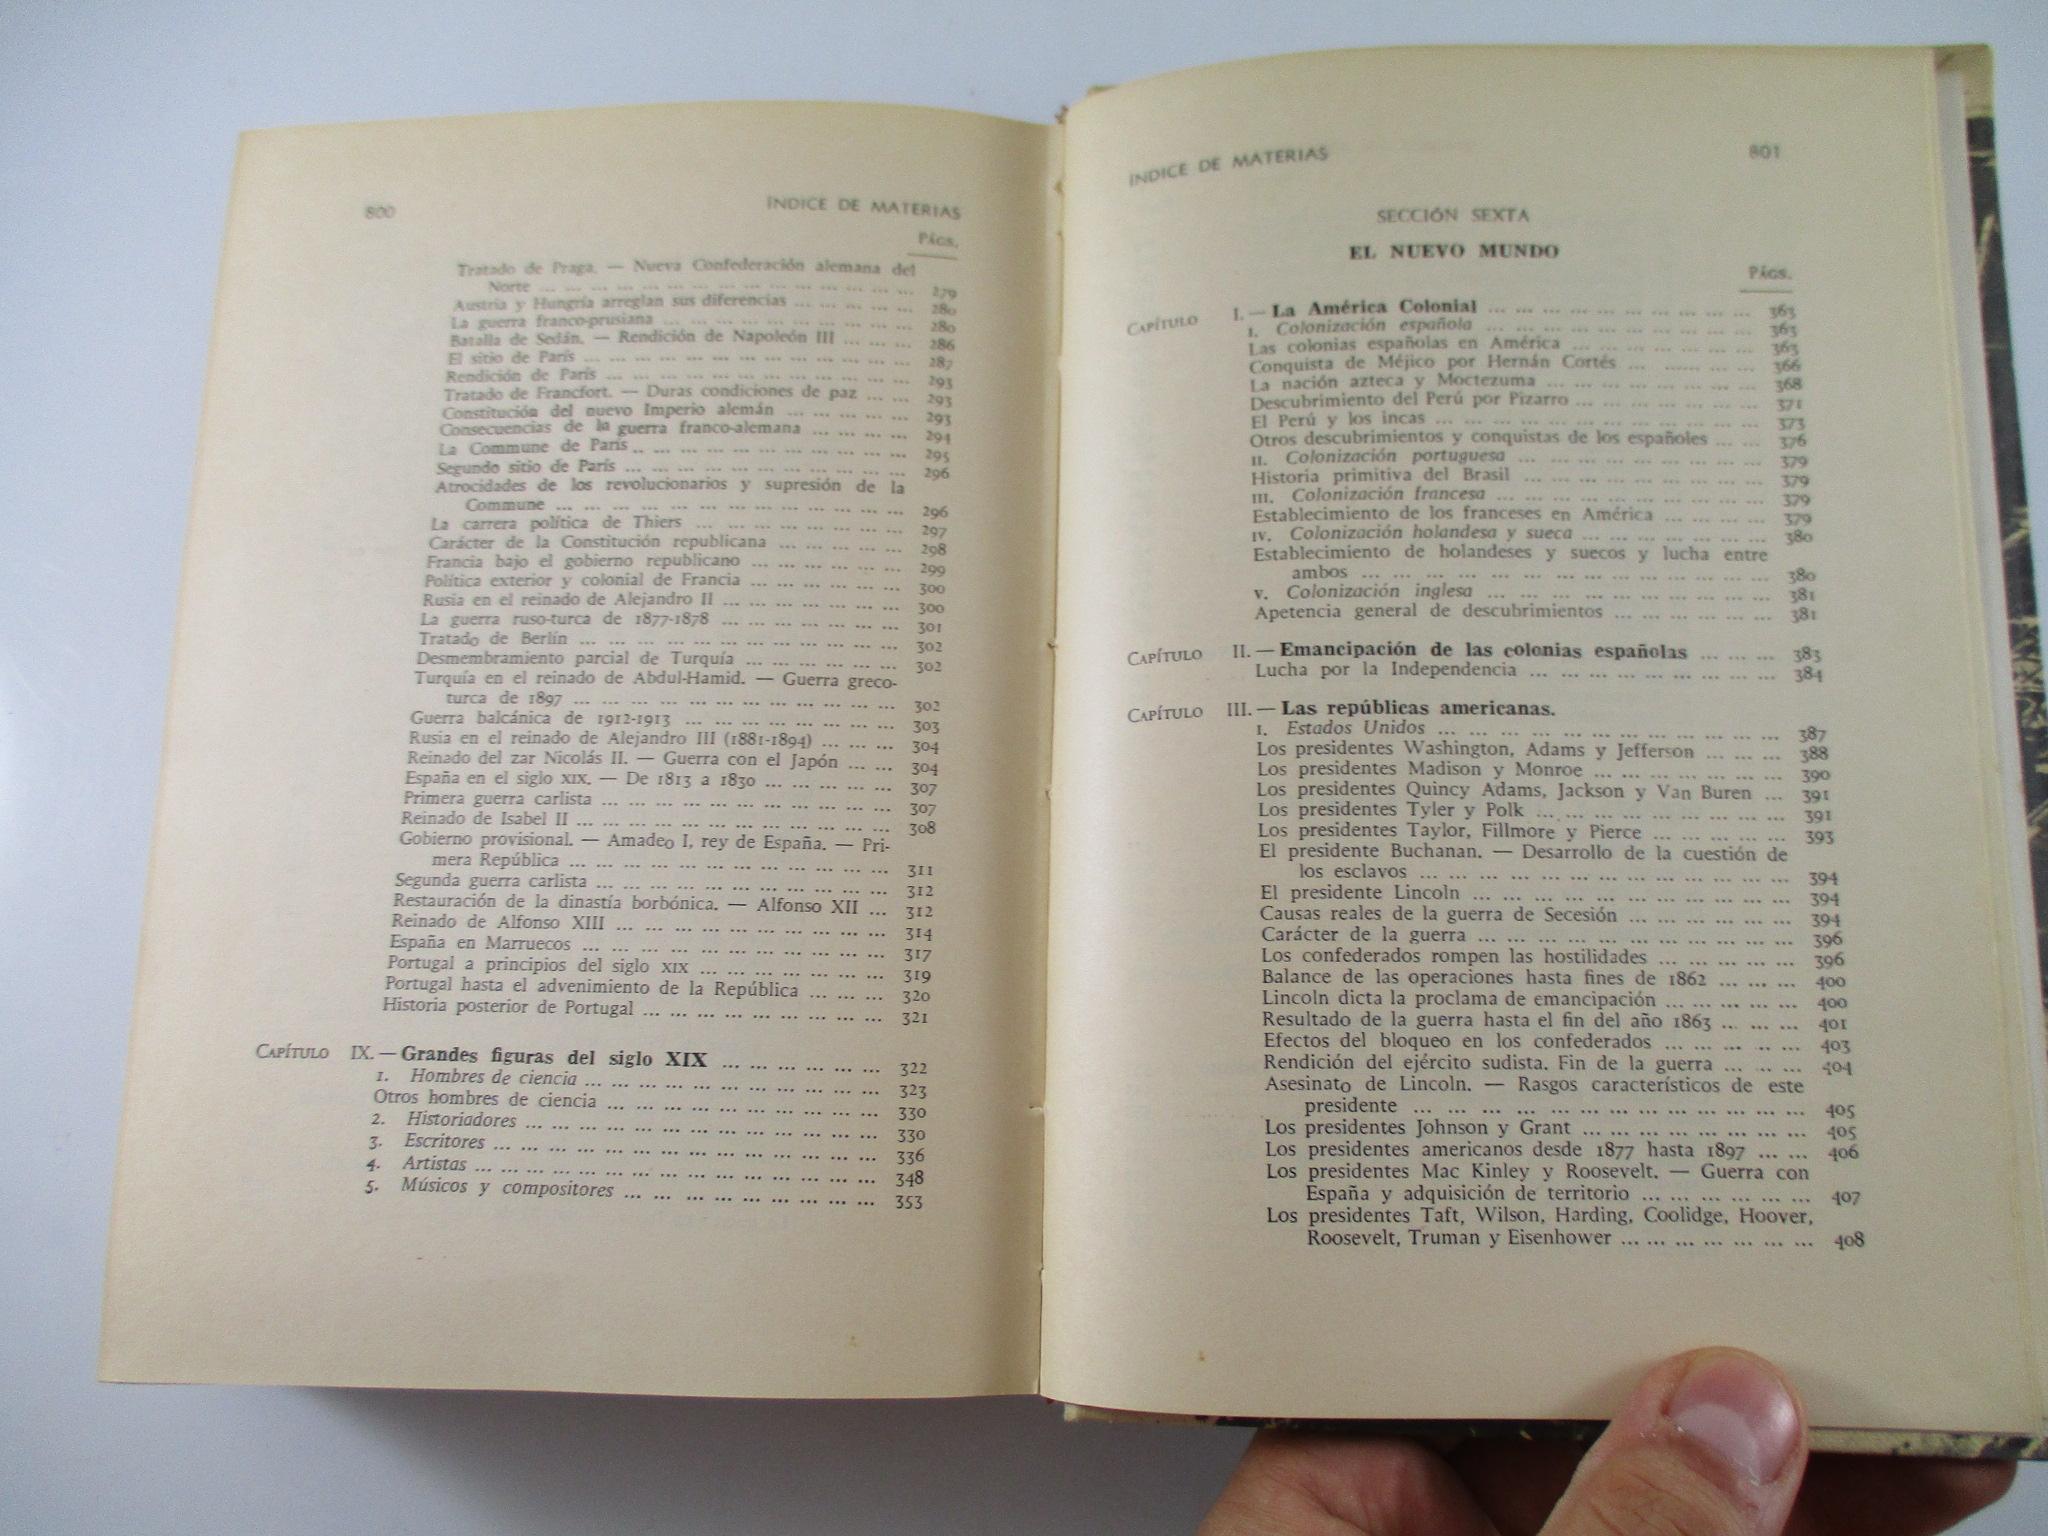 800 ÍNDICE DE MATERIAS
Págs.
Tratado de Praga. — Nueva Confederación alemana del
Norte ... ... ... ... ... ... ... ... ... ... ... ... ... ... 279
Austria y Hungría arreglan sus diferencias ... ... ... ... ... 280
La guerra franco-prusiana ... ... ... ... ... ... ... ... ... ... 280
Batalla de Sedán. — Rendición de Napoleón III ... ... ... 286
El sitio de París ... ... ... ... ... ... ... ... ... ... ... ... 287
Rendición de París ... ... ... ... ... ... ... ... ... ... ... 293
Tratado de Francfort. — Duras condiciones de paz ... ... 293
Constitución del nuevo Imperio alemán ... ... ... ... ... 293
Consecuencias de la guerra franco-alemana ... ... ... ... 294
La Commune de París ... ... ... ... ... ... ... ... ... ... 295
Segundo sitio de París ... ... ... ... ... ... ... ... ... ... 296
Atrocidades de los revolucionarios y supresión de la
Commune ... ... ... ... ... ... ... ... ... ... ... ... ... 296
La carrera política de Thiers ... ... ... ... ... ... ... ... 297
Carácter de la Constitución republicana ... ... ... ... ... 298
Francia bajo el gobierno republicano ... ... ... ... ... ... 299
Política exterior y colonial de Francia ... ... ... ... ... ... 300
Rusia en el reinado de Alejandro II ... ... ... ... ... ... ... 300
La guerra ruso-turca de 1877-1878 ... ... ... ... ... ... ... 301
Tratado de Berlín ... ... ... ... ... ... ... ... ... ... ... ... 302
Desmembramiento parcial de Turquía ... ... ... ... ... ... 302
Turquía en el reinado de Abdul-Hamid. — Guerra greco-
turca de 1897 ... ... ... ... ... ... ... ... ... ... ... ... 302
Guerra balcánica de 1912-1913 ... ... ... ... ... ... ... ... 303
Rusia en el reinado de Alejandro III (1881-1894) ... ... ... 304
Reinado del zar Nicolás II. — Guerra con el Japón ... ... 304
España en el siglo XIX. — De 1813 a 1830 ... ... ... ... ... 307
Primera guerra carlista ... ... ... ... ... ... ... ... ... ... ... 307
Reinado de Isabel II ... ... ... ... ... ... ... ... ... ... ... ... 308
Gobierno provisional. — Amadeo I, rey de España. — Pri-
mera República ... ... ... ... ... ... ... ... ... ... ... ... 311
Segunda guerra carlista ... ... ... ... ... ... ... ... ... ... ... 312
Restauración de la dinastía borbónica. — Alfonso XII ... 312
Reinado de Alfonso XIII ... ... ... ... ... ... ... ... ... ... 314
España en Marruecos ... ... ... ... ... ... ... ... ... ... ... 317
Portugal a principios del siglo XIX ... ... ... ... ... ... ... 319
Portugal hasta el advenimiento de la República ... ... ... 320
Historia posterior de Portugal ... ... ... ... ... ... ... ... ... 321
CAPÍTULO IX. — Grandes figuras del siglo XIX ... ... ... ... ... ... 322
1. Hombres de ciencia ... ... ... ... ... ... ... ... ... ... ... 323
Otros hombres de ciencia ... ... ... ... ... ... ... ... ... ... 330
2. Historiadores ... ... ... ... ... ... ... ... ... ... ... ... ... 330
3. Escritores ... ... ... ... ... ... ... ... ... ... ... ... ... ... 336
4. Artistas ... ... ... ... ... ... ... ... ... ... ... ... ... ... ... 348
5. Músicos y compositores ... ... ... ... ... ... ... ... ... 353
ÍNDICE DE MATERIAS 801
SECCIÓN SEXTA
EL NUEVO MUNDO
Págs.
CAPÍTULO I. — La América Colonial ... ... ... ... ... ... ... ... ... ... 363
I. Colonización española ... ... ... ... ... ... ... ... ... ... 363
Las colonias españolas en América ... ... ... ... ... ... ... 363
Conquista de Méjico por Hernán Cortés ... ... ... ... 366
La nación azteca y Moctezuma ... ... ... ... ... ... ... ... 368
Descubrimiento del Perú por Pizarro ... ... ... ... ... ... ... 371
El Perú y los incas ... ... ... ... ... ... ... ... ... ... ... ... 373
Otros descubrimientos y conquistas de los españoles ... ... 376
II. Colonización portuguesa ... ... ... ... ... ... ... ... ... 379
Historia primitiva del Brasil ... ... ... ... ... ... ... ... ... 379
III. Colonización francesa ... ... ... ... ... ... ... ... ... ... 379
Establecimiento de los franceses en América ... ... ... ... 379
IV. Colonización holandesa y sueca ... ... ... ... ... ... ... 380
Establecimiento de holandeses y suecos y lucha entre
ambos ... ... ... ... ... ... ... ... ... ... ... ... ... ... 380
V. Colonización inglesa ... ... ... ... ... ... ... ... ... ... 381
Apetencia general de descubrimientos ... ... ... ... ... ... 381
CAPÍTULO II. — Emancipación de las colonias españolas ... ... ... 383
Lucha por la Independencia ... ... ... ... ... ... ... ... ... 384
CAPÍTULO III. — Las repúblicas americanas.
I. Estados Unidos ... ... ... ... ... ... ... ... ... ... ... ... 387
Los presidentes Washington, Adams y Jefferson ... ... ... 388
Los presidentes Madison y Monroe ... ... ... ... ... ... ... 390
Los presidentes Quincy Adams, Jackson y Van Buren ... 391
Los presidentes Tyler y Polk ... ... ... ... ... ... ... ... ... 391
Los presidentes Taylor, Fillmore y Pierce ... ... ... ... ... 393
El presidente Buchanan. — Desarrollo de la cuestión de
los esclavos ... ... ... ... ... ... ... ... ... ... ... ... ... 394
El presidente Lincoln ... ... ... ... ... ... ... ... ... ... ... ... 394
Causas reales de la guerra de Secesión ... ... ... ... ... ... 394
Carácter de la guerra ... ... ... ... ... ... ... ... ... ... ... ... 396
Los confederados rompen las hostilidades ... ... ... ... ... 396
Balance de las operaciones hasta fines de 1862 ... ... ... 400
Lincoln dicta la proclama de emancipación ... ... ... ... ... 400
Resultado de la guerra hasta el fin del año 1863 ... ... ... 401
Efectos del bloqueo en los confederados ... ... ... ... ... 403
Rendición del ejército sudista. Fin de la guerra ... ... ... 404
Asesinato de Lincoln. — Rasgos característicos de este
presidente ... ... ... ... ... ... ... ... ... ... ... ... ... ... 405
Los presidentes Johnson y Grant ... ... ... ... ... ... ... ... 405
Los presidentes americanos desde 1877 hasta 1897 ... ... 406
Los presidentes Mac Kinley y Roosevelt. — Guerra con
España y adquisición de territorio ... ... ... ... ... ... 407
Los presidentes Taft, Wilson, Harding, Coolidge, Hoover,
Roosevelt, Truman y Eisenhower ... ... ... ... ... ... ... 408